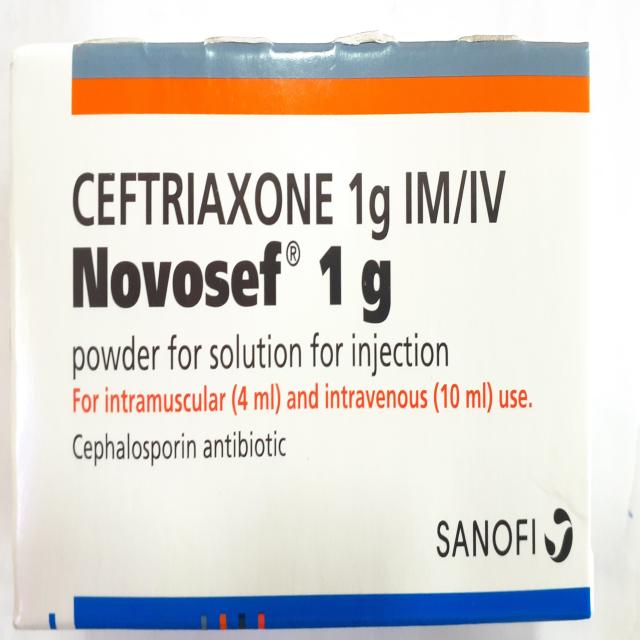 CEFTRIAXONE 1g IM/IV
Novosef® 1 g
powder for solution for injection
For intramuscular (4 ml) and intravenous (10 ml) use.
Cephalosporin antibiotic
SANOFI